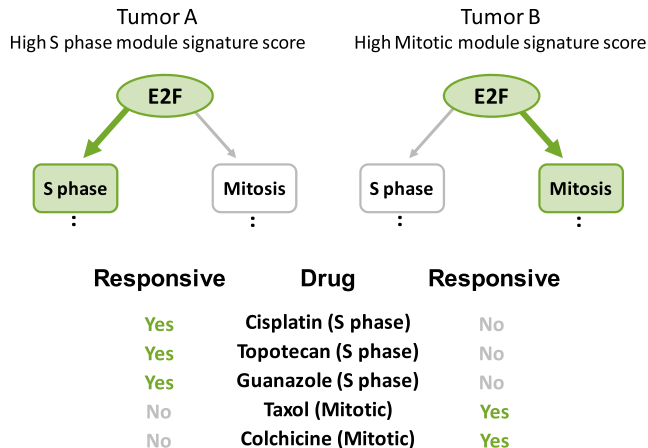 Tumor A
High S phase module signature score
E2F
S phase
Mitosis
:
:
Tumor B
High Mitotic module signature score
E2F
S phase
Mitosis
:
:
Responsive Drug Responsive
Yes Cisplatin (S phase) No
Yes Topotecan (S phase) No
Yes Guanazole (S phase) No
No Taxol (Mitotic) Yes
No Colchicine (Mitotic) Yes